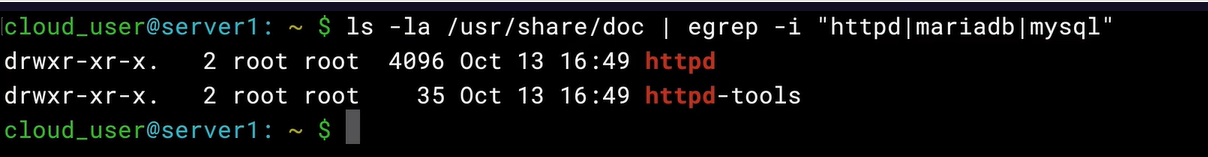 cloud_user@server1: ~ $ ls -la /usr/share/doc | egrep -i "httpd|mariadb|mysql"
drwxr-xr-x.   2 root root  4096 Oct 13 16:49 httpd
drwxr-xr-x.   2 root root    35 Oct 13 16:49 httpd-tools
cloud_user@server1: ~ $